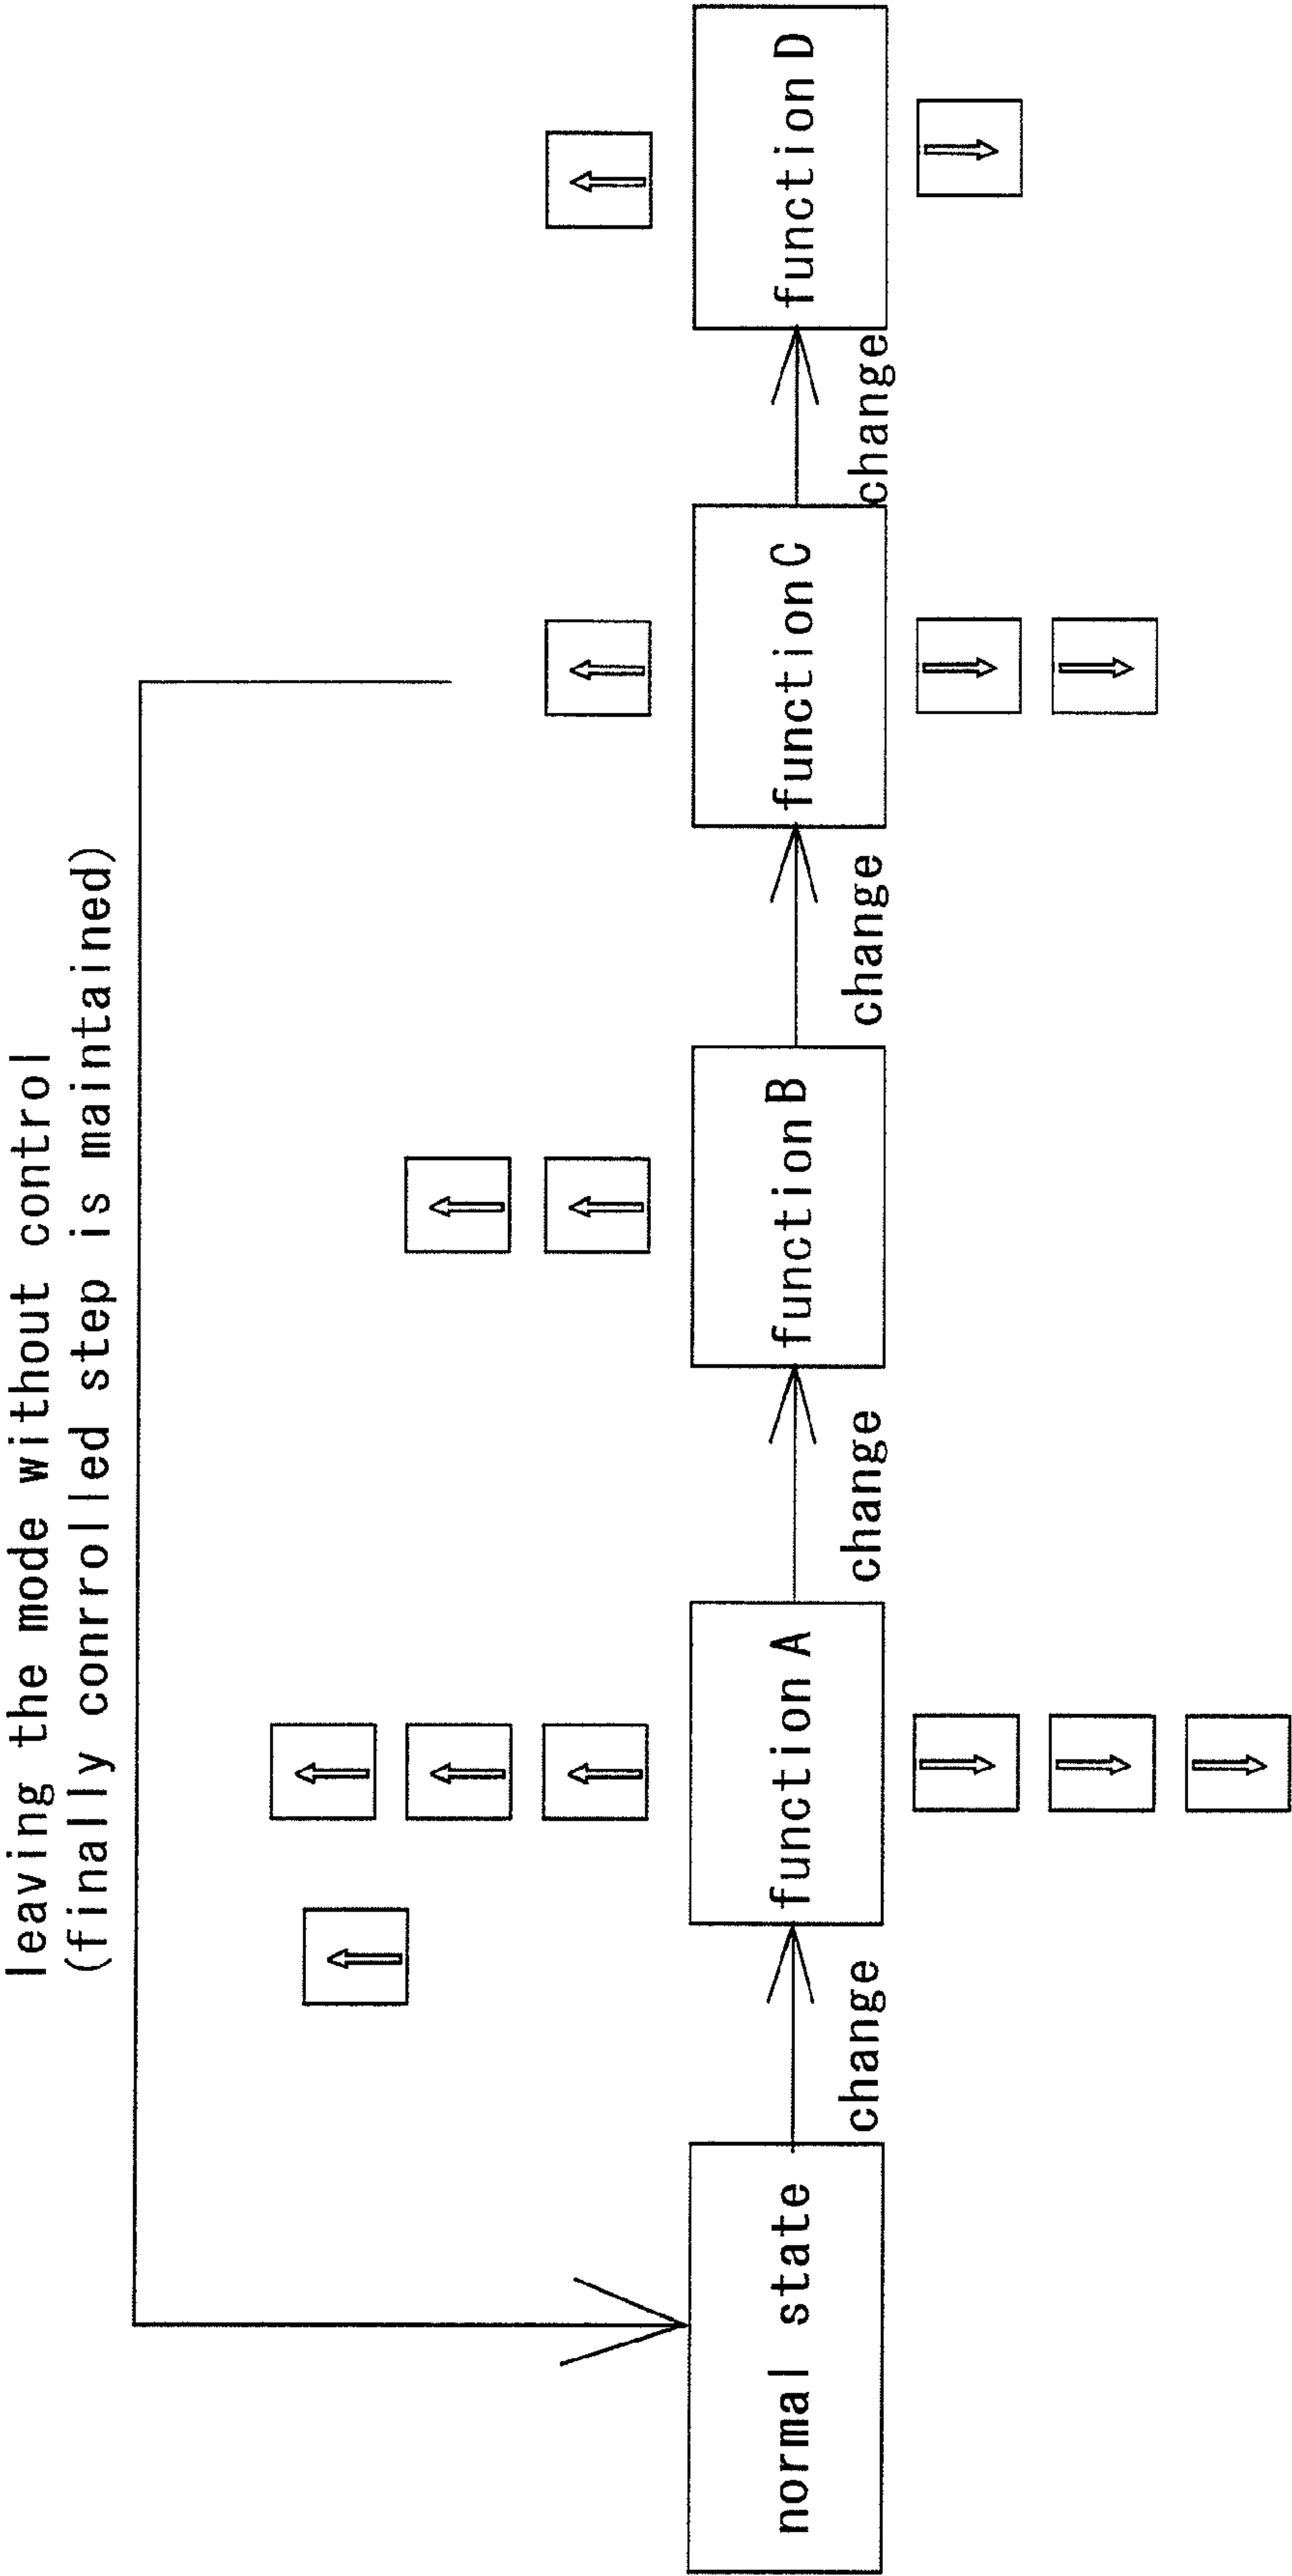 leaving the mode without control
(finally conrrolled step is maintained)
normal state
change
function A
change
function B
change
function C
change
function D